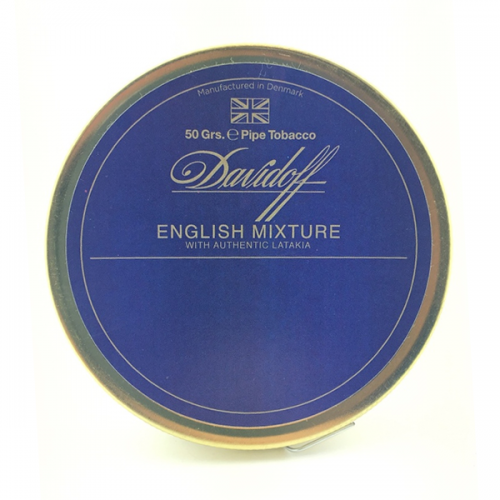 Manufactured in Denmark
50 Grs. ℮ Pipe Tobacco
Davidoff
ENGLISH MIXTURE
WITH AUTHENTIC LATAKIA